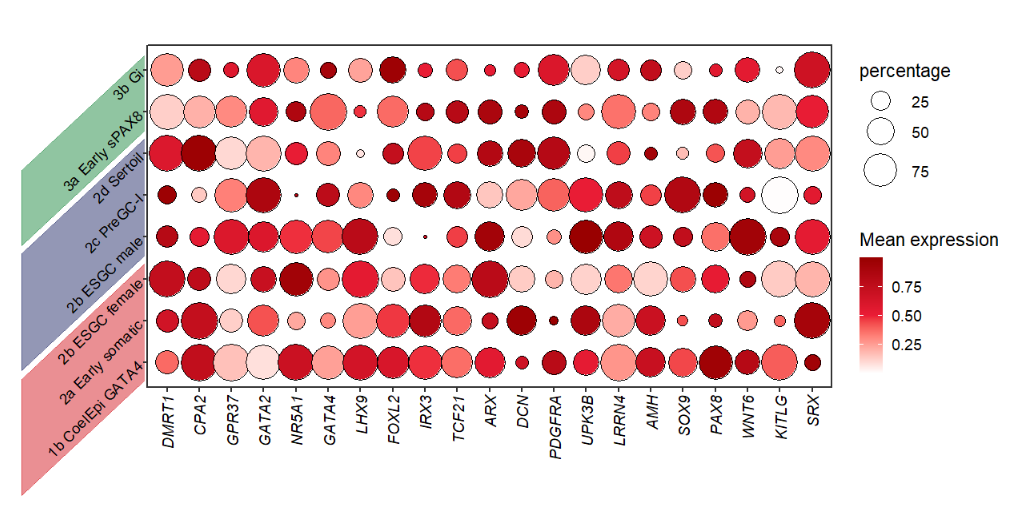 3b Gi
3a Early sPAX8
2d Sertoil
2c PreGC-I
2b ESGC male
2b ESGC female
2a Early somatic
1b CoelEpi GATA4
DMRT1
CPA2
GPR37
GATA2
NR5A1
GATA4
LHX9
FOXL2
IRX3
TCF21
ARX
DCN
PDGFRA
UPK3B
LRRN4
AMH
SOX9
PAX8
WNT6
KITLG
SRX
percentage
25
50
75
Mean expression
0.75
0.50
0.25